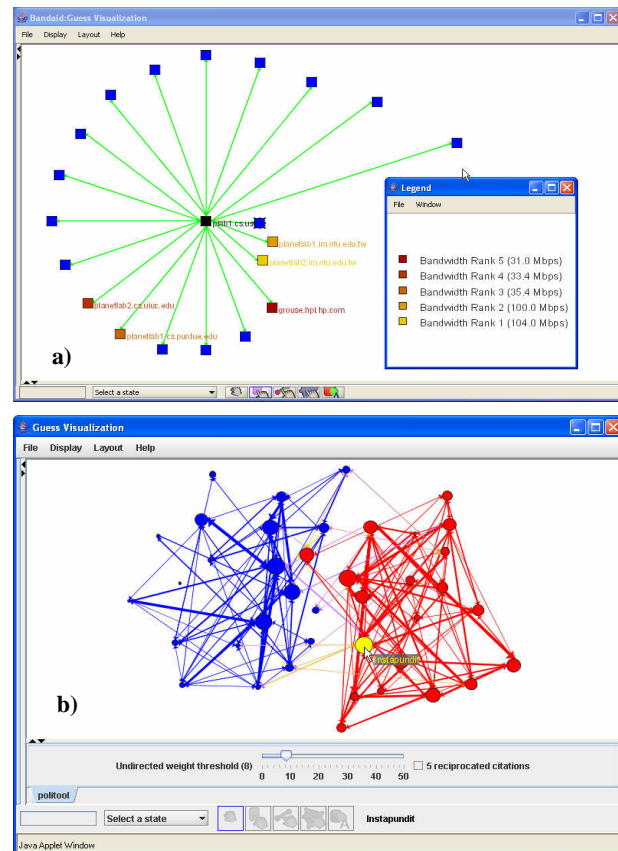 Bandaid:Guess Visualization
File Display Layout Help
plab1.cs.us
planetlab1.im.ntu.edu.tw
planetlab2.im.ntu.edu.tw
planetlab2.cs.uiuc.edu
grouse.hpl.hp.com
planetlab1.cs.purdue.edu
Legend
File Window
Bandwidth Rank 5 (31.0 Mbps)
Bandwidth Rank 4 (33.4 Mbps)
Bandwidth Rank 3 (35.4 Mbps)
Bandwidth Rank 2 (100.0 Mbps)
Bandwidth Rank 1 (104.0 Mbps)
a)
Select a state
Guess Visualization
File Display Layout Help
Instapundit
b)
Undirected weight threshold (8)
0 10 20 30 40 50
5 reciprocated citations
politool
Select a state
Instapundit
Java Applet Window